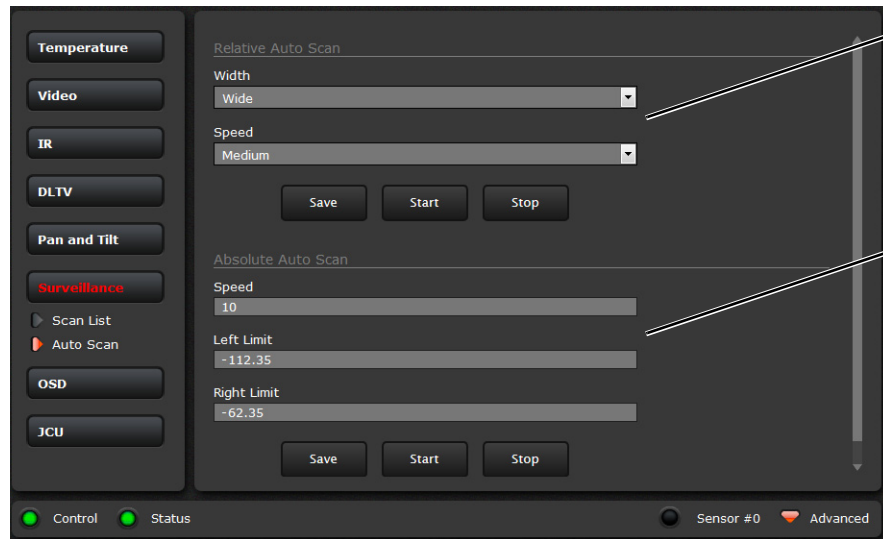 Temperature
Video
IR
DLTV
Pan and Tilt
Surveillance
Scan List
Auto Scan
OSD
JCU
Relative Auto Scan
Width
Wide
Speed
Medium
Save Start Stop
Absolute Auto Scan
Speed
10
Left Limit
-112.35
Right Limit
-62.35
Save Start Stop
Control Status Sensor #0 Advanced